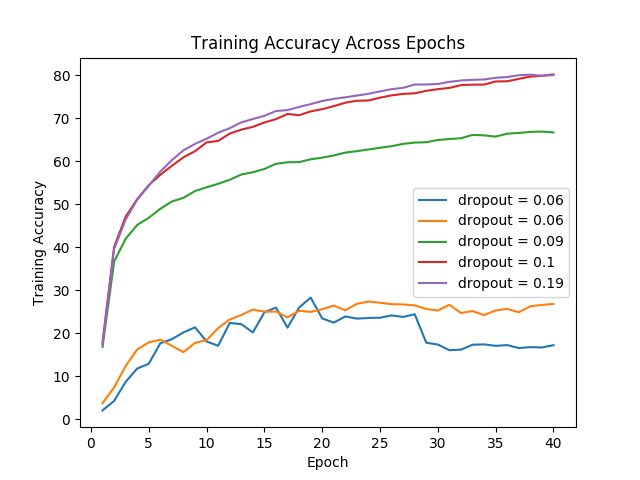 Training Accuracy Across Epochs
Training Accuracy
80
70
60
50
40
30
20
10
0
dropout = 0.06
dropout = 0.06
dropout = 0.09
dropout = 0.1
dropout = 0.19
0 5 10 15 20 25 30 35 40
Epoch